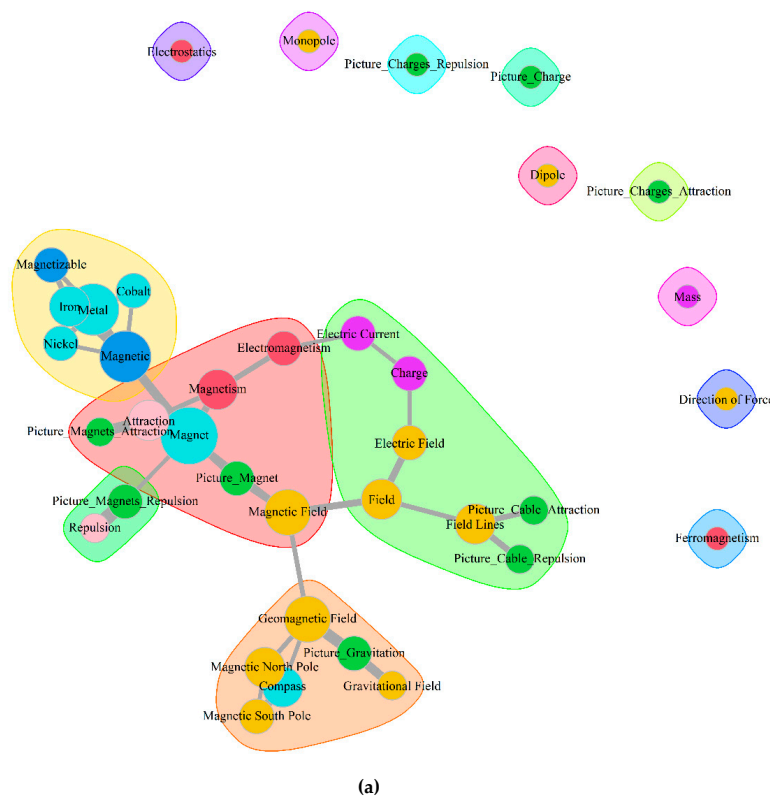 Electrostatics
Monopole
Picture_Charges_Repulsion
Picture_Charge
Dipole
Picture_Charges_Attraction
Magnetizable
Cobalt
Iron
Metal
Mass
Nickel
Magnetic
Electromagnetism
Electric Current
Charge
Magnetism
Direction of Force
Attraction
Picture_Magnets_Attraction
Magnet
Electric Field
Picture_Magnet
Picture_Magnets_Repulsion
Field
Magnetic Field
Picture_Cable_Attraction
Repulsion
Field Lines
Ferromagnetism
Picture_Cable_Repulsion
Geomagnetic Field
Picture_Gravitation
Magnetic North Pole
Compass
Gravitational Field
Magnetic South Pole
(a)